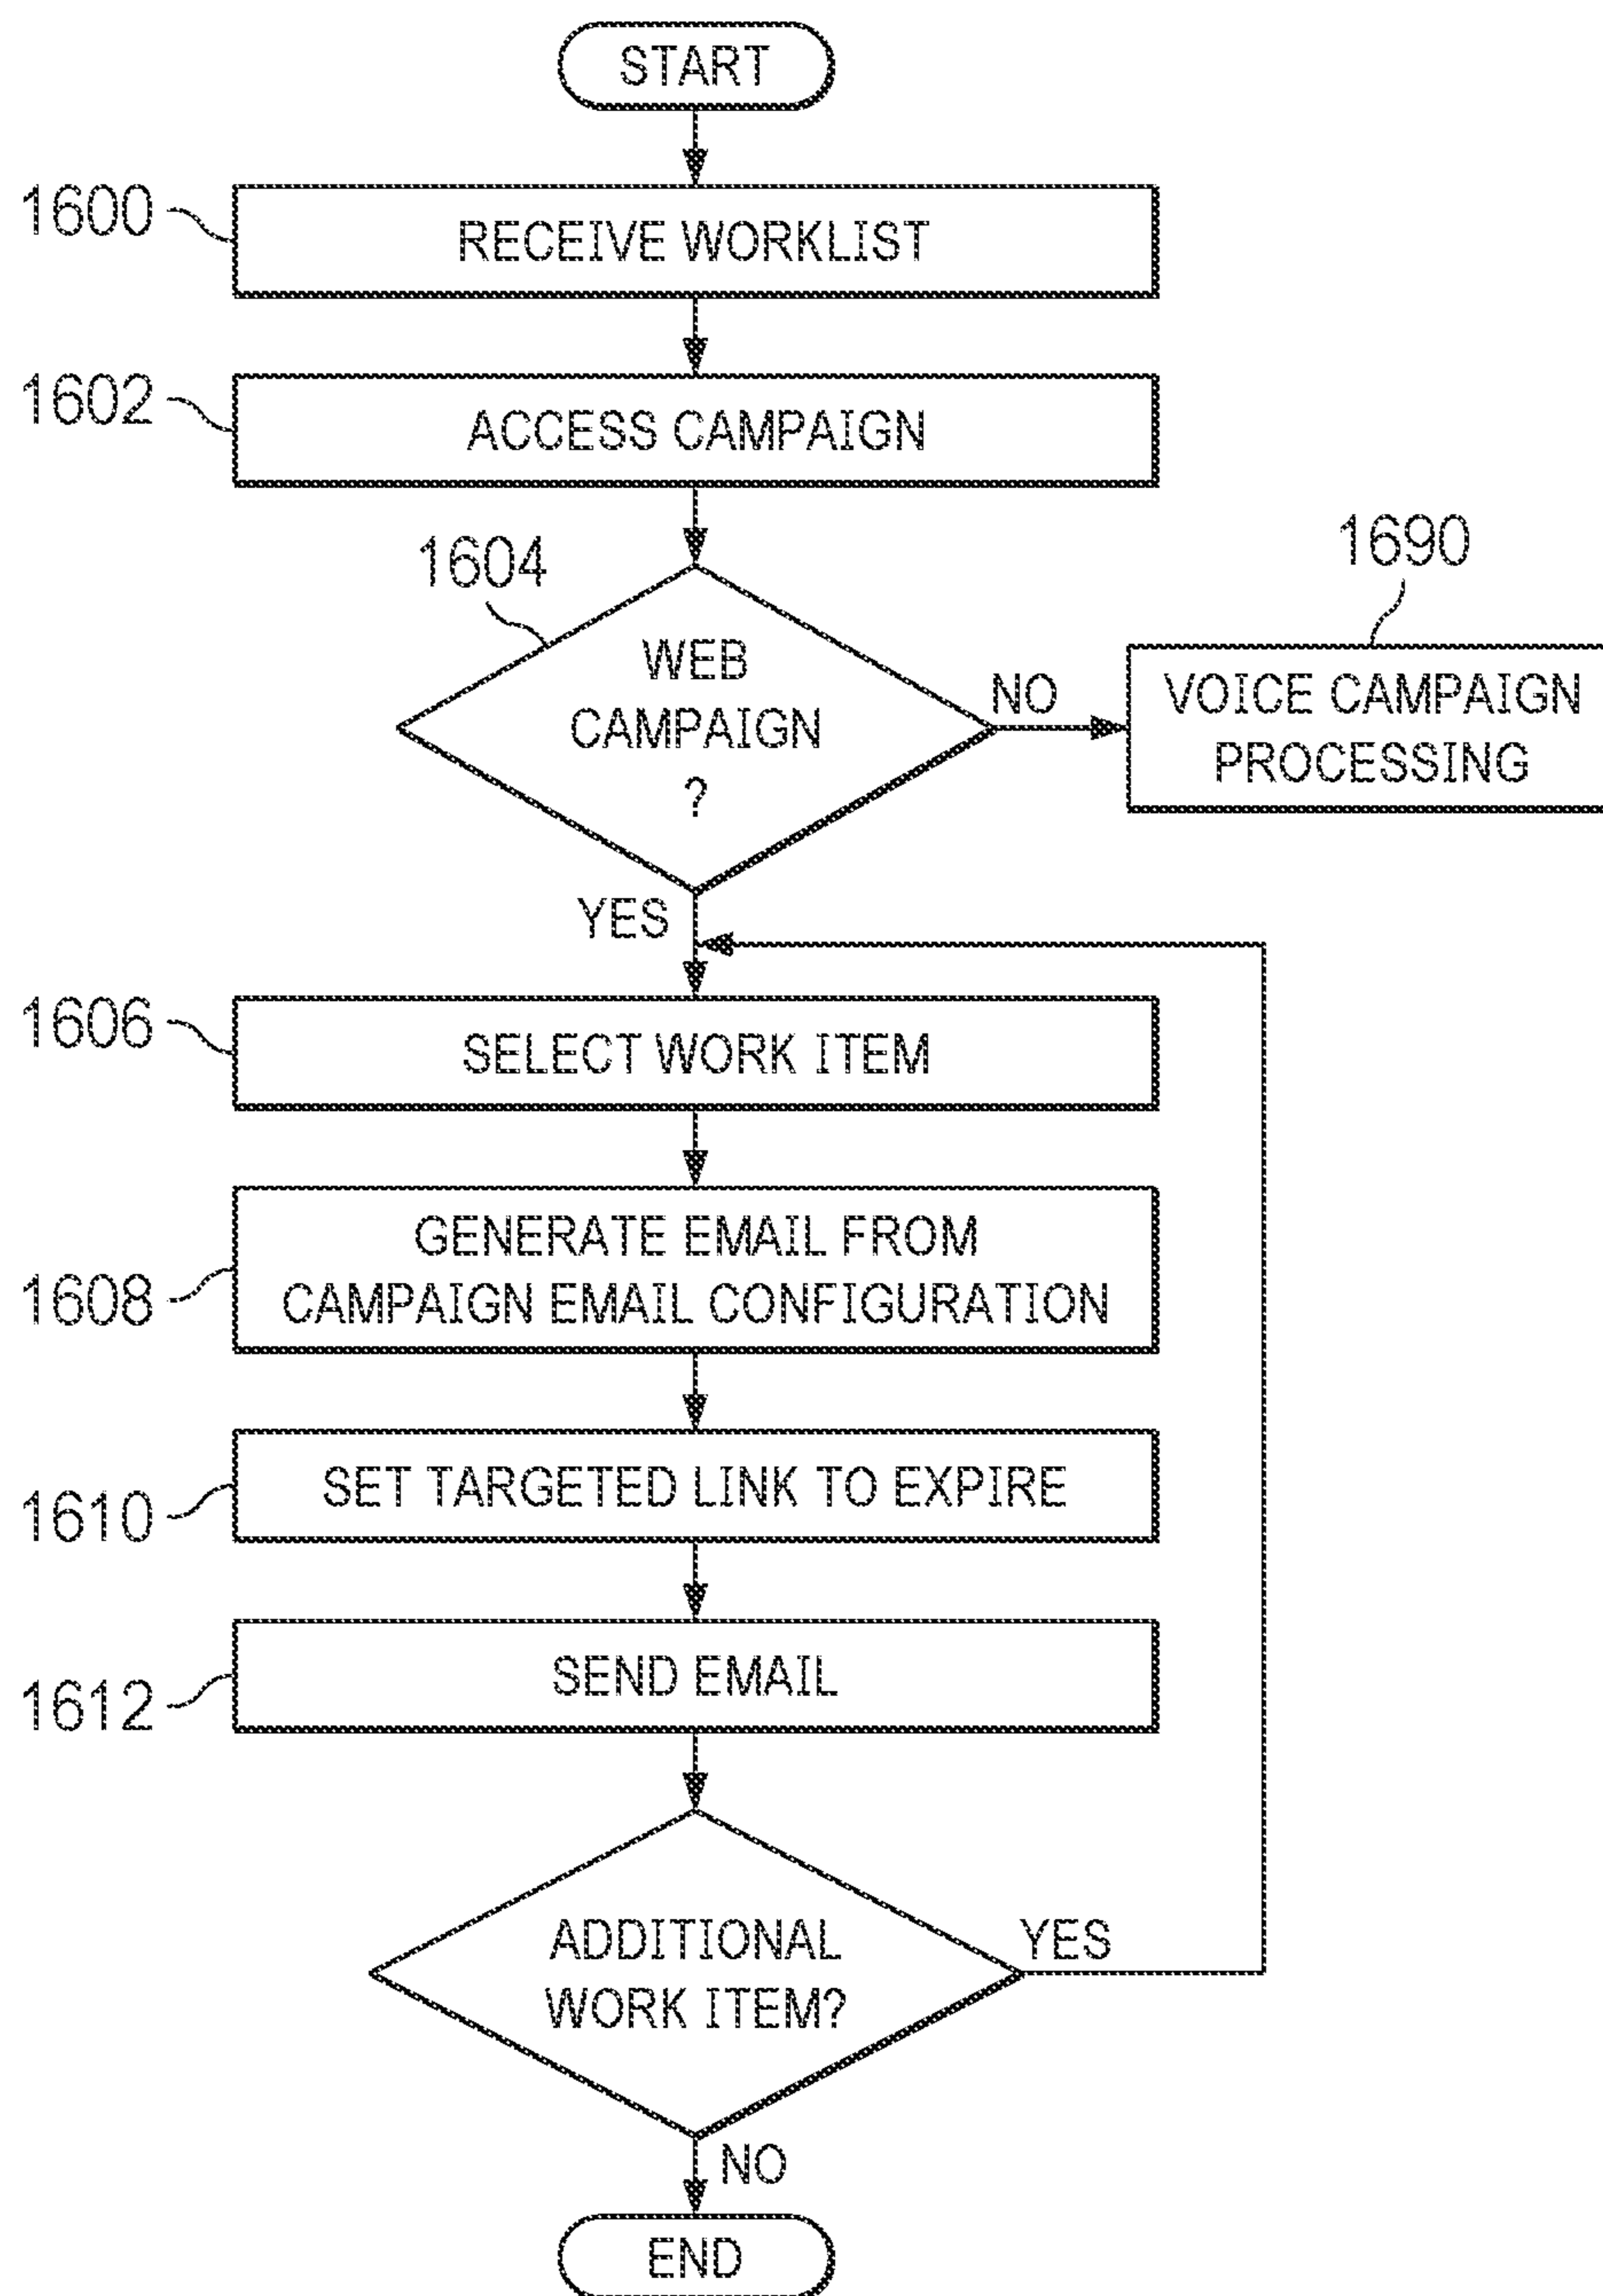 START
1600
RECEIVE WORKLIST
1602
ACCESS CAMPAIGN
1604
WEB
CAMPAIGN
?
NO
1690
VOICE CAMPAIGN
PROCESSING
YES
1606
SELECT WORK ITEM
1608
GENERATE EMAIL FROM
CAMPAIGN EMAIL CONFIGURATION
1610
SET TARGETED LINK TO EXPIRE
1612
SEND EMAIL
ADDITIONAL
WORK ITEM?
YES
NO
END